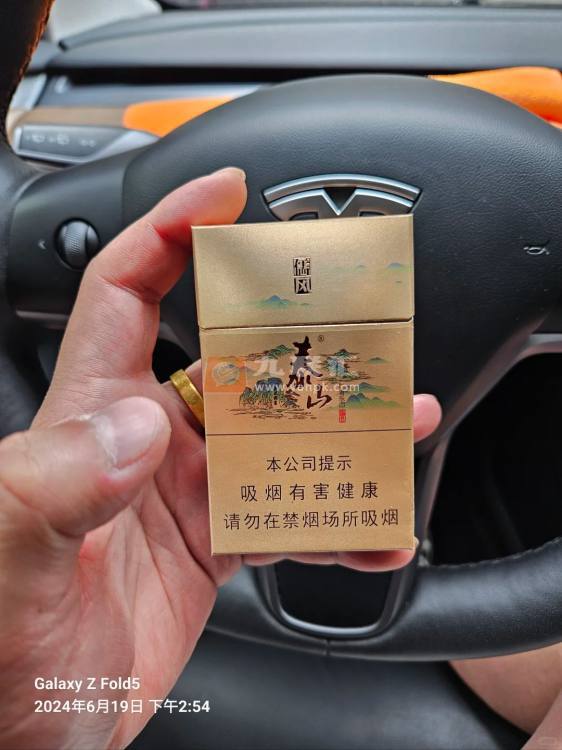 儒风
泰山
®
本公司提示
吸烟有害健康
请勿在禁烟场所吸烟
Galaxy Z Fold5
2024年6月19日 下午2:54